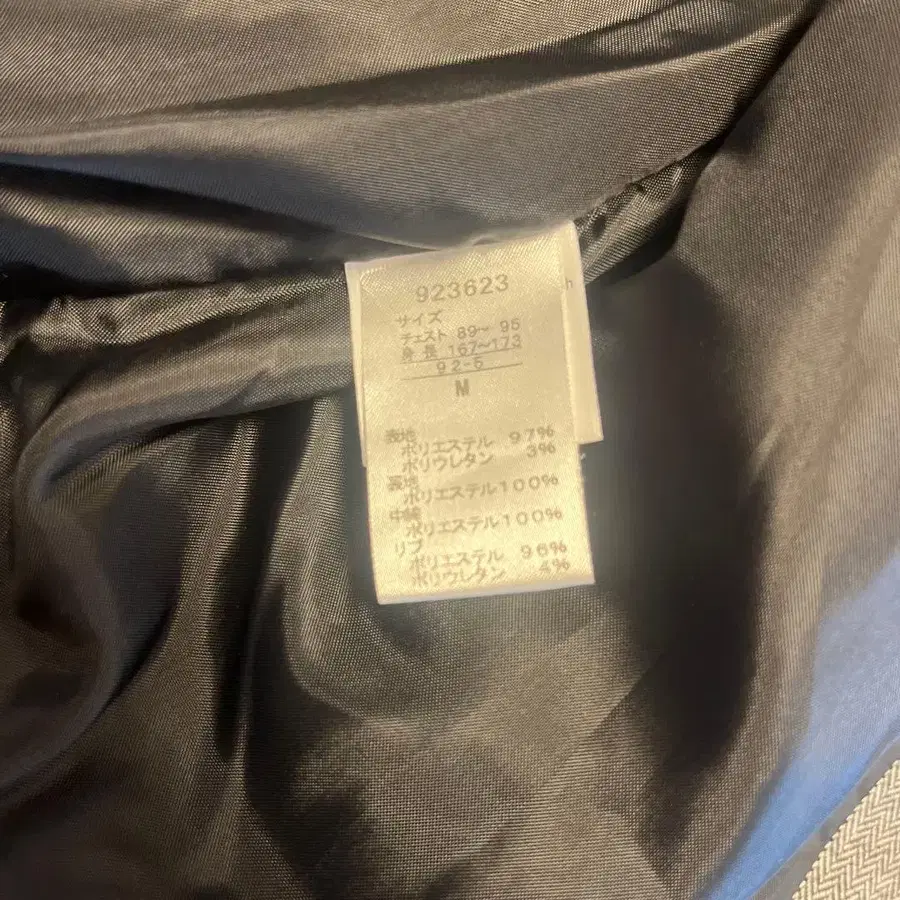 923623
サイズ
チェスト 89〜 95
身 長 167〜173
92-5
M
表地
ポリエステル 97%
ポリウレタン 3%
裏地
ポリエステル100%
中綿
ポリエステル100%
リブ
ポリエステル 96%
ポリウレタン 4%
h